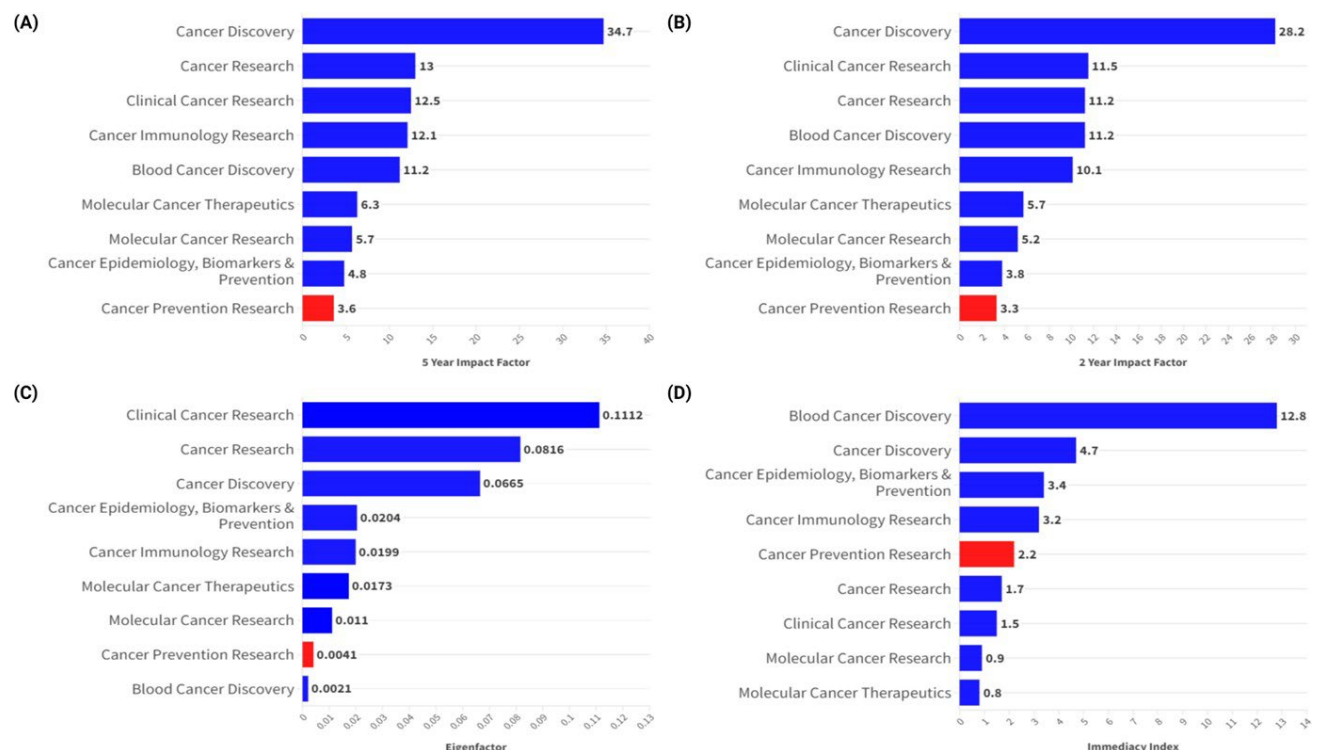 (A)
Cancer Discovery
34.7
Cancer Research
13
Clinical Cancer Research
12.5
Cancer Immunology Research
12.1
Blood Cancer Discovery
11.2
Molecular Cancer Therapeutics
6.3
Molecular Cancer Research
5.7
Cancer Epidemiology, Biomarkers &
Prevention
4.8
Cancer Prevention Research
3.6
0 5 10 15 20 25 30 35 40
5 Year Impact Factor
(B)
Cancer Discovery
28.2
Clinical Cancer Research
11.5
Cancer Research
11.2
Blood Cancer Discovery
11.2
Cancer Immunology Research
10.1
Molecular Cancer Therapeutics
5.7
Molecular Cancer Research
5.2
Cancer Epidemiology, Biomarkers &
Prevention
3.8
Cancer Prevention Research
3.3
0 2 4 6 8 10 12 14 16 18 20 22 24 26 28 30
2 Year Impact Factor
(C)
Clinical Cancer Research
0.1112
Cancer Research
0.0816
Cancer Discovery
0.0665
Cancer Epidemiology, Biomarkers &
Prevention
0.0204
Cancer Immunology Research
0.0199
Molecular Cancer Therapeutics
0.0173
Molecular Cancer Research
0.011
Cancer Prevention Research
0.0041
Blood Cancer Discovery
0.0021
0 0.01 0.02 0.03 0.04 0.05 0.06 0.07 0.08 0.09 0.1 0.11 0.12 0.13
Eigenfactor
(D)
Blood Cancer Discovery
12.8
Cancer Discovery
4.7
Cancer Epidemiology, Biomarkers &
Prevention
3.4
Cancer Immunology Research
3.2
Cancer Prevention Research
2.2
Cancer Research
1.7
Clinical Cancer Research
1.5
Molecular Cancer Research
0.9
Molecular Cancer Therapeutics
0.8
0 1 2 3 4 5 6 7 8 9 10 11 12 13 14
Immediacy Index